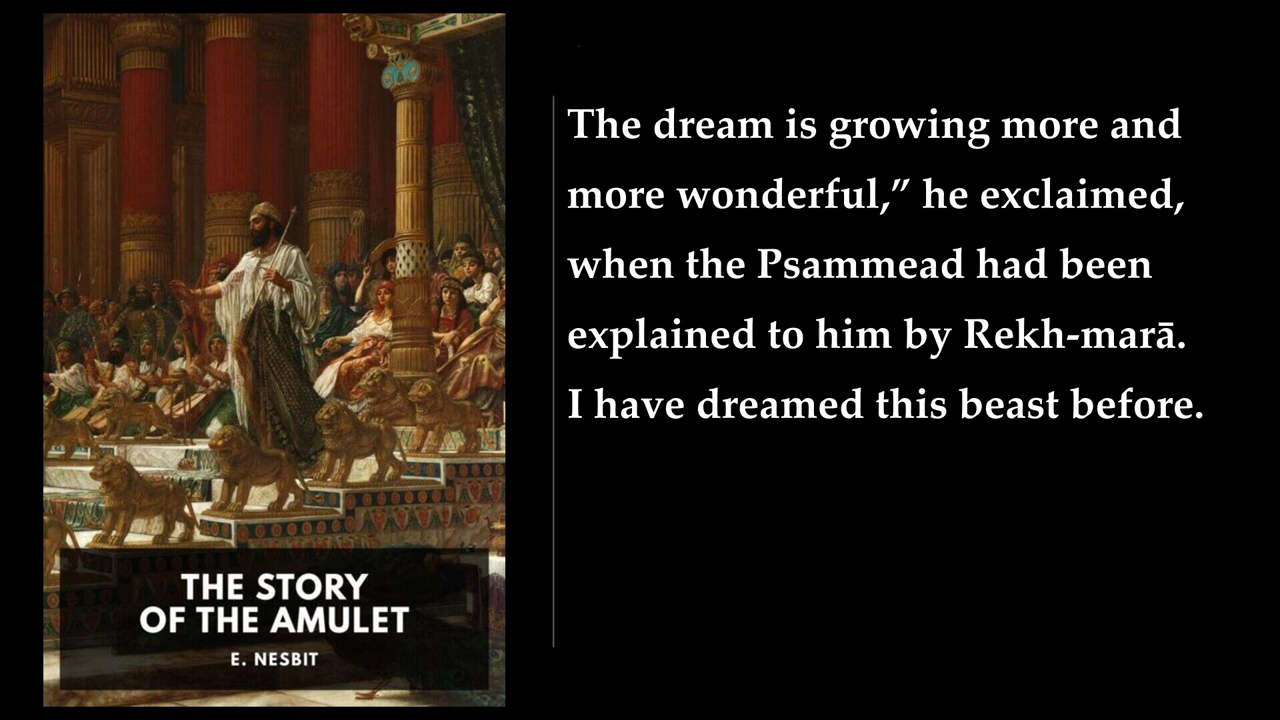 The dream is growing more and
more wonderful,” he exclaimed,
when the Psammead had been
explained to him by Rekh-marā.
I have dreamed this beast before.
THE STORY
OF THE AMULET
E. NESBIT